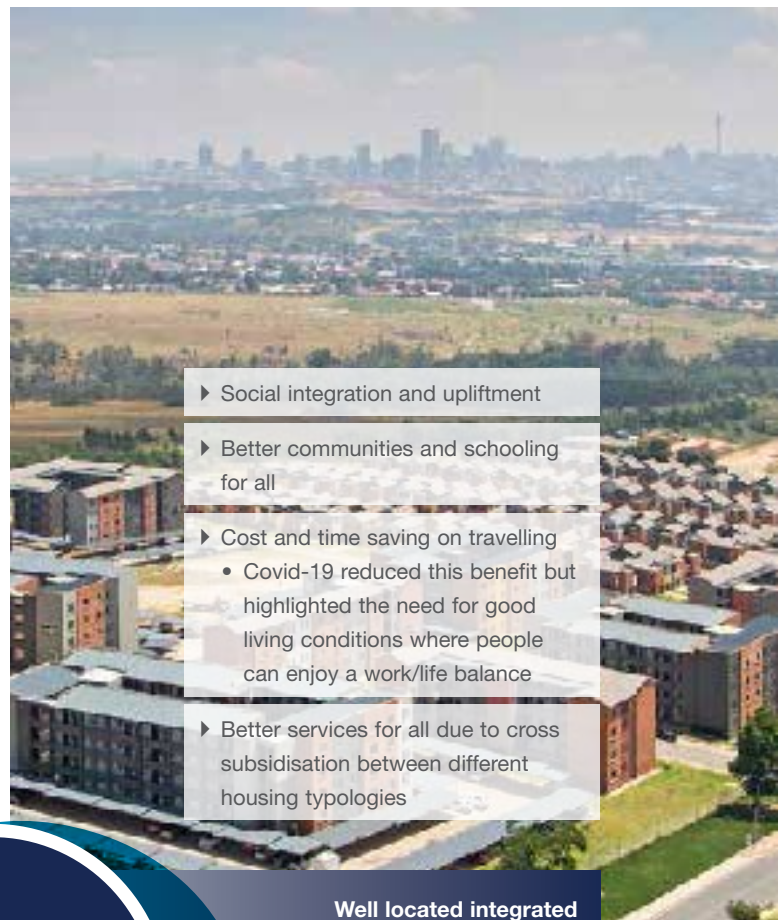 ▸ Social integration and upliftment
▸ Better communities and schooling
for all
▸ Cost and time saving on travelling
• Covid-19 reduced this benefit but
highlighted the need for good
living conditions where people
can enjoy a work/life balance
▸ Better services for all due to cross
subsidisation between different
housing typologies
Well located integrated